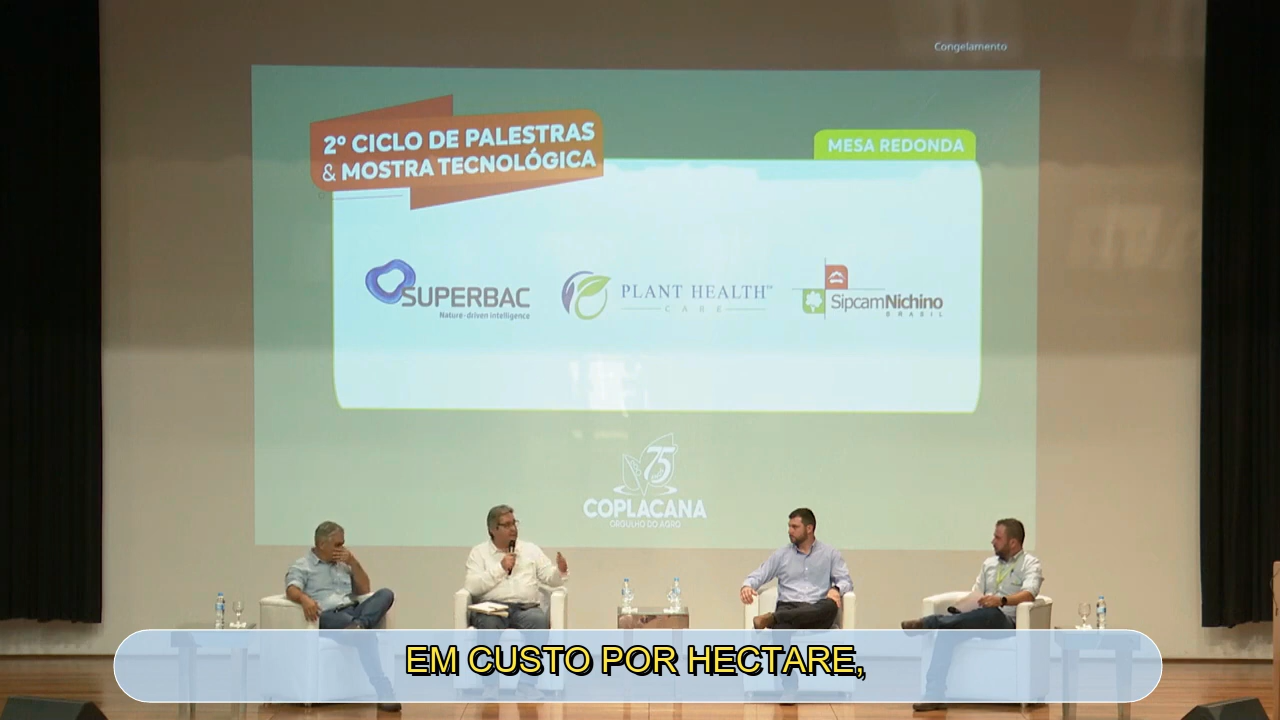 Congelamento
2º CICLO DE PALESTRAS
& MOSTRA TECNOLÓGICA
MESA REDONDA
SUPERBAC
Nature-driven intelligence
PLANT HEALTH
CARE
SipcamNichino
BRASIL
75
COPLACANA
ORGULHO DO AGRO
EM CUSTO POR HECTARE,